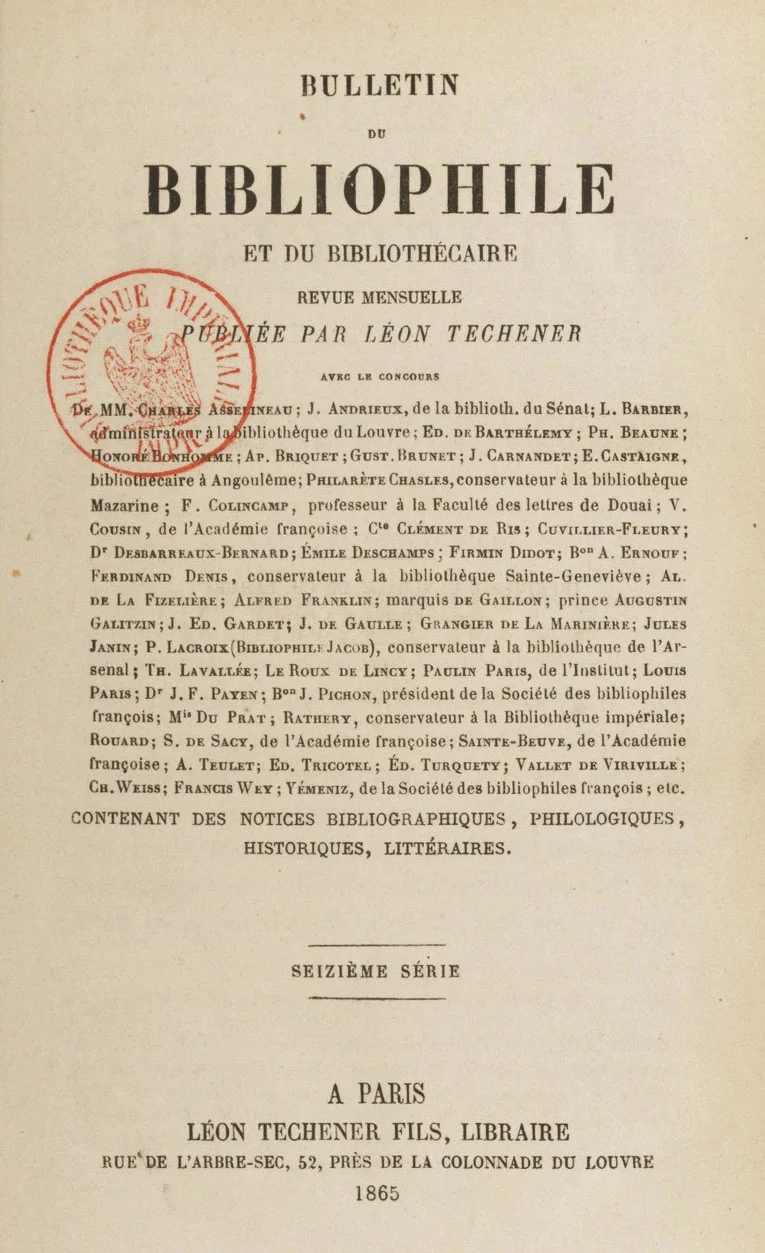 BULLETIN
DU
BIBLIOPHILE
ET DU BIBLIOTHÉCAIRE
REVUE MENSUELLE
PUBLIÉE PAR LÉON TECHENER
AVEC LE CONCOURS
BIBLIOTHÈQUE IMPÉRIALE
IMPR.
De MM. Charles Asselineau ; J. Andrieux, de la biblioth. du Sénat; L. Barbier,
administrateur à la bibliothèque du Louvre ; Ed. de Barthélemy ; Ph. Beaune ;
Honoré Bonhomme ; Ap. Briquet ; Gust. Brunet ; J. Carnandet ; E. Castaigne,
bibliothécaire à Angoulême ; Philarète Chasles, conservateur à la bibliothèque
Mazarine ; F. Colincamp, professeur à la Faculté des lettres de Douai ; V.
Cousin, de l'Académie françoise ; Cte Clément de Ris ; Cuvillier-Fleury ;
Dr Desbarreaux-Bernard ; Émile Deschamps ; Firmin Didot ; Bon A. Ernouf ;
Ferdinand Denis, conservateur à la bibliothèque Sainte-Geneviève ; Al.
de La Fizelière ; Alfred Franklin ; marquis de Gaillon ; prince Augustin
Galitzin ; J. Ed. Gardet ; J. de Gaulle ; Grangier de La Marinière ; Jules
Janin ; P. Lacroix (Bibliophile Jacob), conservateur à la bibliothèque de l'Ar-
senal ; Th. Lavallée ; Le Roux de Lincy ; Paulin Paris, de l'Institut ; Louis
Paris ; Dr J. F. Payen ; Bon J. Pichon, président de la Société des bibliophiles
françois ; Mis Du Prat ; Rathery, conservateur à la Bibliothèque impériale ;
Rouard ; S. de Sacy, de l'Académie françoise ; Sainte-Beuve, de l'Académie
françoise ; A. Teulet ; Ed. Tricotel ; Éd. Turquety ; Vallet de Viriville ;
Ch. Weiss ; Francis Wey ; Yémeniz, de la Société des bibliophiles françois ; etc.
CONTENANT DES NOTICES BIBLIOGRAPHIQUES, PHILOLOGIQUES,
HISTORIQUES, LITTÉRAIRES.
SEIZIÈME SÉRIE
A PARIS
LÉON TECHENER FILS, LIBRAIRE
RUE DE L'ARBRE-SEC, 52, PRÈS DE LA COLONNADE DU LOUVRE
1865